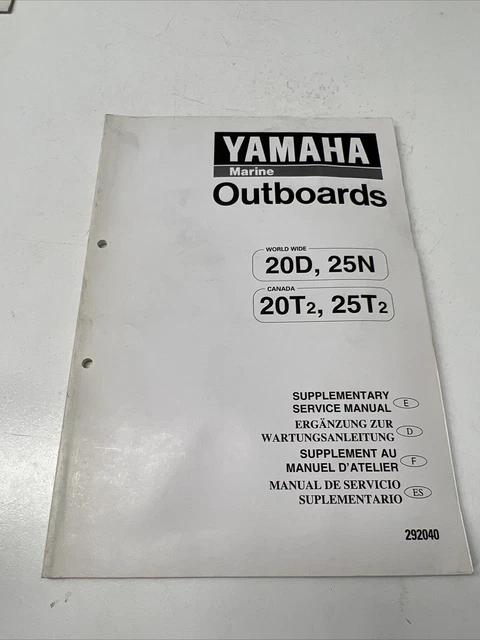 YAMAHA
Marine
Outboards
WORLD WIDE
20D, 25N
CANADA
20T2, 25T2
SUPPLEMENTARY
SERVICE MANUAL E
ERGÄNZUNG ZUR
WARTUNGSANLEITUNG D
SUPPLEMENT AU
MANUEL D'ATELIER F
MANUAL DE SERVICIO
SUPLEMENTARIO ES
292040